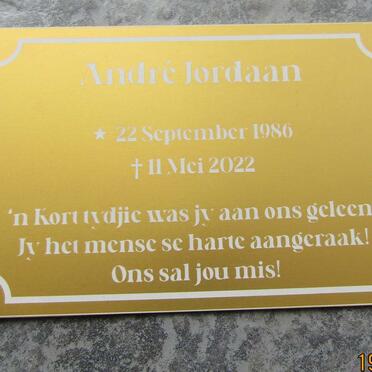 André Jordaan
★ 22 September 1986
† 11 Mei 2022
'n Kort tydjie was jy aan ons geleen
Jy het mense se harte aangeraak!
Ons sal jou mis!